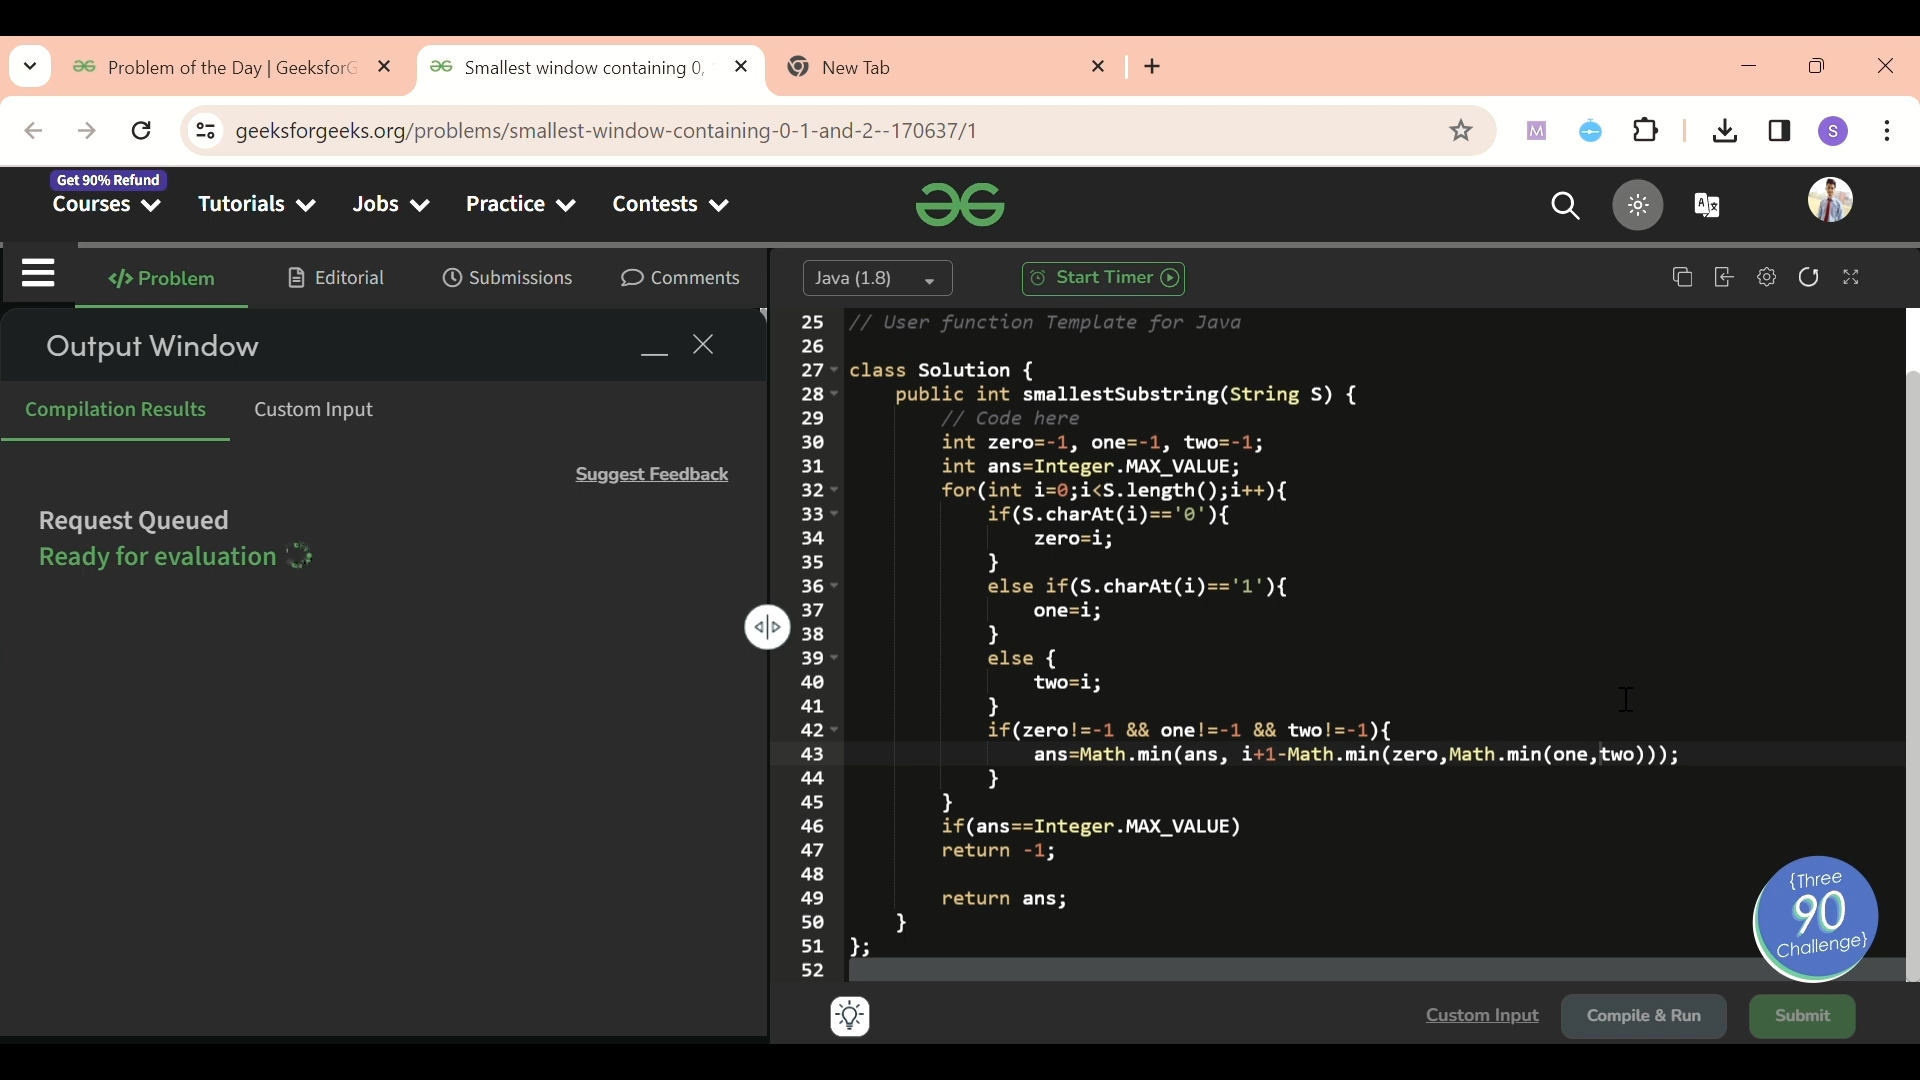 Problem of the Day | GeeksforG
Smallest window containing 0,
New Tab
geeksforgeeks.org/problems/smallest-window-containing-0-1-and-2--170637/1
M
S
Get 90% Refund
Courses
Tutorials
Jobs
Practice
Contests
</> Problem
Editorial
Submissions
Comments
Java (1.8)
Start Timer
Output Window
Compilation Results
Custom Input
Suggest Feedback
Request Queued
Ready for evaluation
25 // User function Template for Java
26
27 class Solution {
28 public int smallestSubstring(String S) {
29 // Code here
30 int zero=-1, one=-1, two=-1;
31 int ans=Integer.MAX_VALUE;
32 for(int i=0;i<S.length();i++){
33 if(S.charAt(i)=='0'){
34 zero=i;
35 }
36 else if(S.charAt(i)=='1'){
37 one=i;
38 }
39 else {
40 two=i;
41 }
42 if(zero!=-1 && one!=-1 && two!=-1){
43 ans=Math.min(ans, i+1-Math.min(zero,Math.min(one,two)));
44 }
45 }
46 if(ans==Integer.MAX_VALUE)
47 return -1;
48
49 return ans;
50 }
51 };
52
{Three
90
Challenge}
Custom Input
Compile & Run
Submit